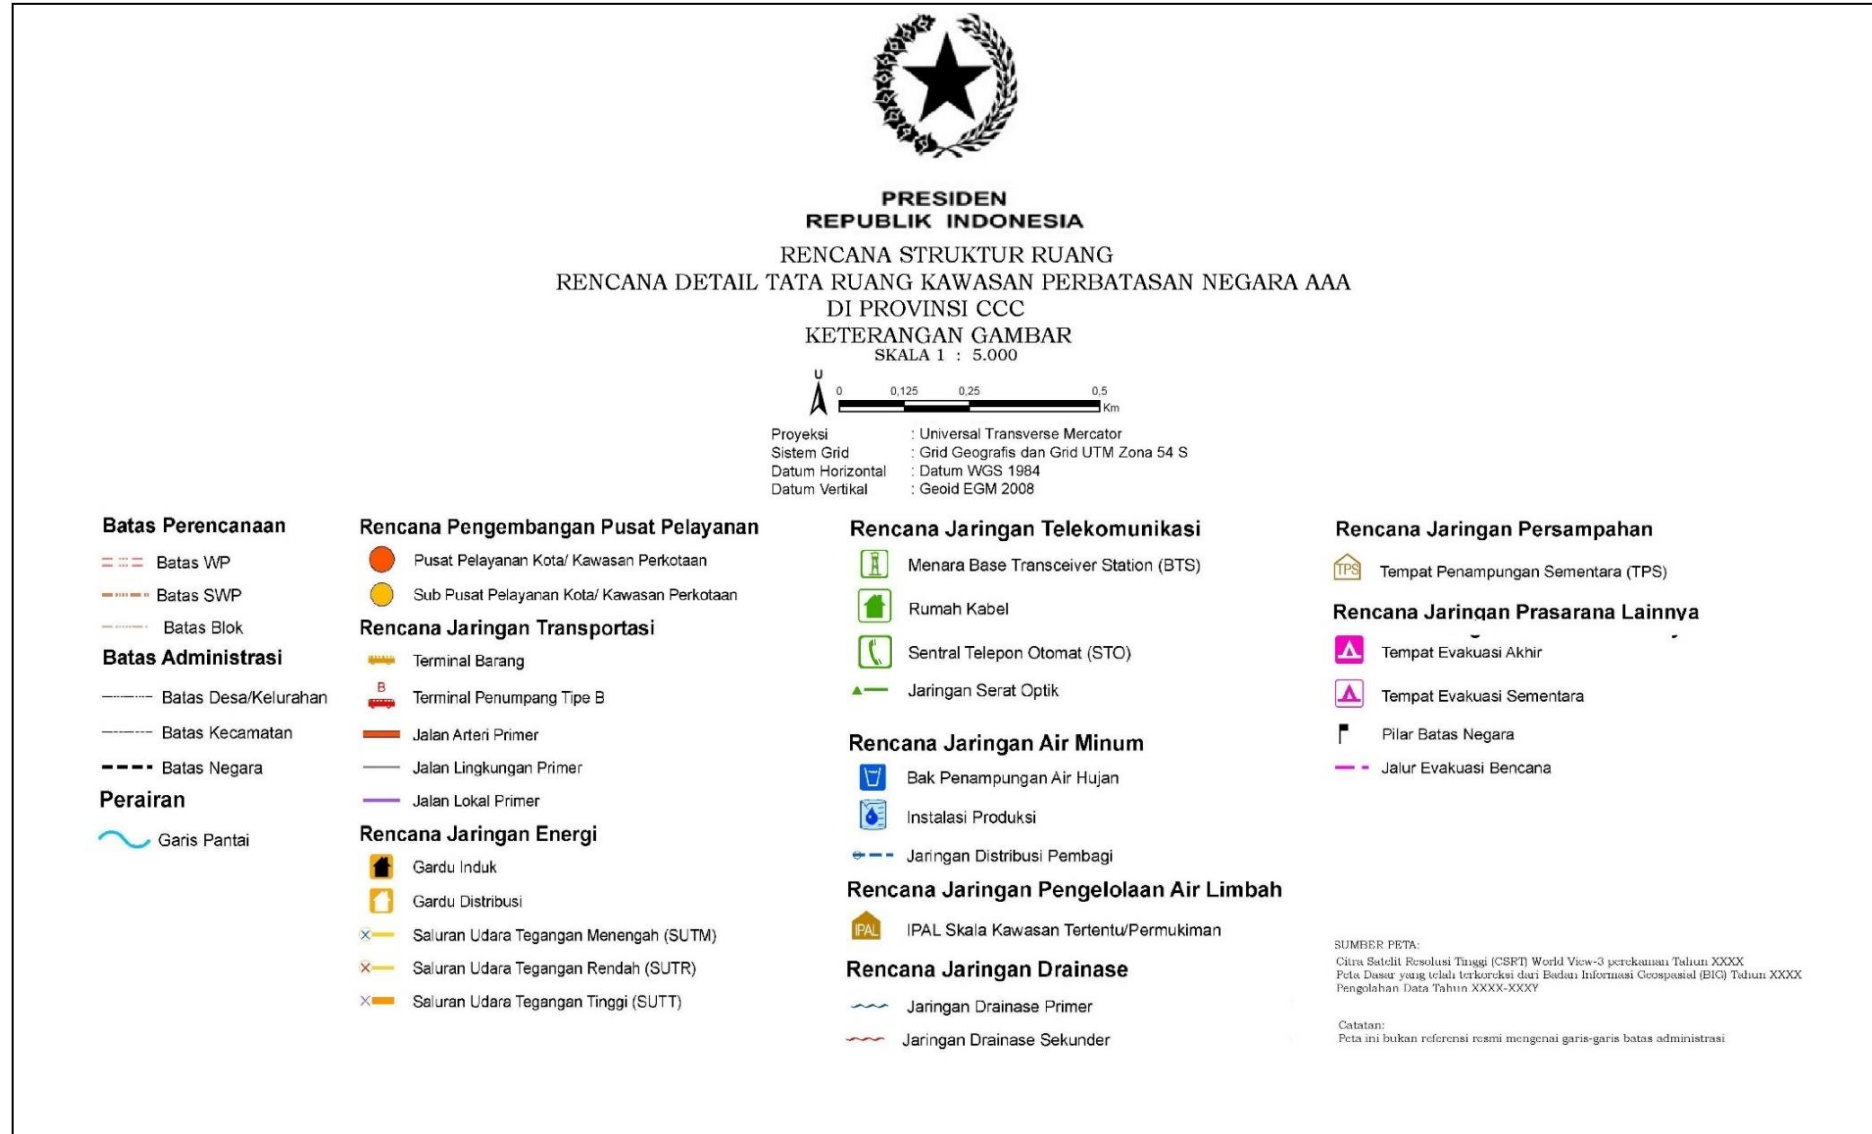 PRESIDEN
REPUBLIK INDONESIA
RENCANA STRUKTUR RUANG
RENCANA DETAIL TATA RUANG KAWASAN PERBATASAN NEGARA AAA
DI PROVINSI CCC
KETERANGAN GAMBAR
SKALA 1 : 5.000
U
0 0,125 0,25 0,5
Km
Proyeksi : Universal Transverse Mercator
Sistem Grid : Grid Geografis dan Grid UTM Zona 54 S
Datum Horizontal : Datum WGS 1984
Datum Vertikal : Geoid EGM 2008
Batas Perencanaan
Batas WP
Batas SWP
Batas Blok
Batas Administrasi
Batas Desa/Kelurahan
Batas Kecamatan
Batas Negara
Perairan
Garis Pantai
Rencana Pengembangan Pusat Pelayanan
Pusat Pelayanan Kota/ Kawasan Perkotaan
Sub Pusat Pelayanan Kota/ Kawasan Perkotaan
Rencana Jaringan Transportasi
Terminal Barang
B
Terminal Penumpang Tipe B
Jalan Arteri Primer
Jalan Lingkungan Primer
Jalan Lokal Primer
Rencana Jaringan Energi
Gardu Induk
Gardu Distribusi
Saluran Udara Tegangan Menengah (SUTM)
Saluran Udara Tegangan Rendah (SUTR)
Saluran Udara Tegangan Tinggi (SUTT)
Rencana Jaringan Telekomunikasi
Menara Base Transceiver Station (BTS)
Rumah Kabel
Sentral Telepon Otomat (STO)
Jaringan Serat Optik
Rencana Jaringan Air Minum
Bak Penampungan Air Hujan
Instalasi Produksi
Jaringan Distribusi Pembagi
Rencana Jaringan Pengelolaan Air Limbah
IPAL
IPAL Skala Kawasan Tertentu/Permukiman
Rencana Jaringan Drainase
Jaringan Drainase Primer
Jaringan Drainase Sekunder
Rencana Jaringan Persampahan
TPS
Tempat Penampungan Sementara (TPS)
Rencana Jaringan Prasarana Lainnya
Tempat Evakuasi Akhir
Tempat Evakuasi Sementara
Pilar Batas Negara
Jalur Evakuasi Bencana
SUMBER PETA:
Citra Satelit Resolusi Tinggi (CSRT) World View-3 perekaman Tahun XXXX
Peta Dasar yang telah terkoreksi dari Badan Informasi Geospasial (BIG) Tahun XXXX
Pengolahan Data Tahun XXXX-XXXY
Catatan:
Peta ini bukan referensi resmi mengenai garis-garis batas administrasi